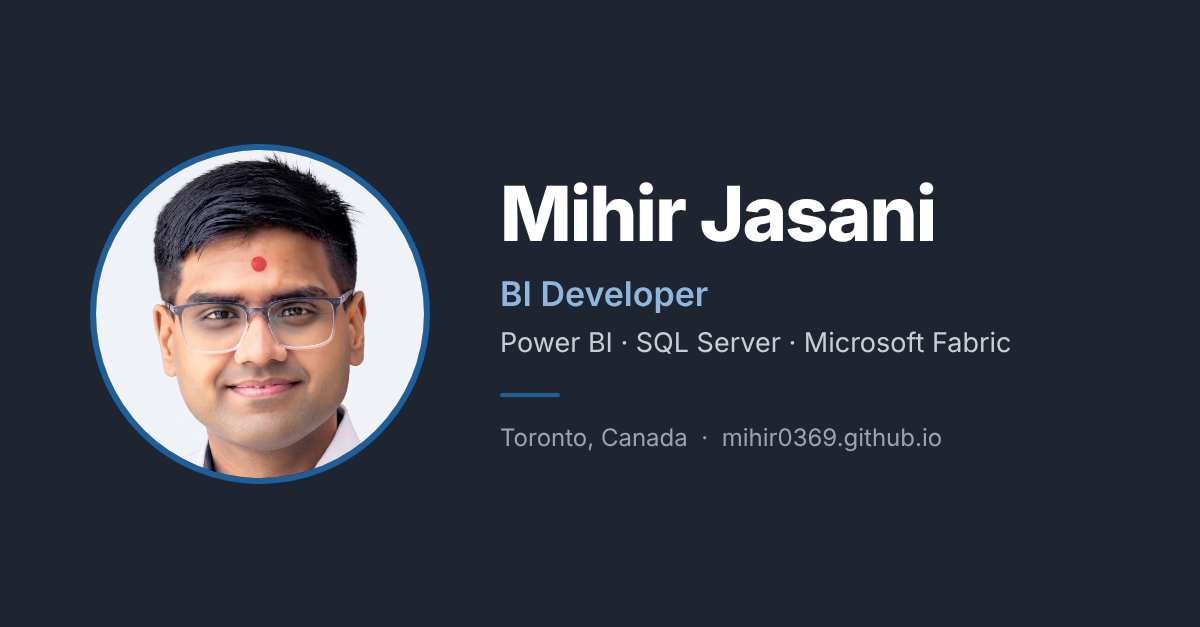 Mihir Jasani
BI Developer
Power BI · SQL Server · Microsoft Fabric
Toronto, Canada · mihir0369.github.io